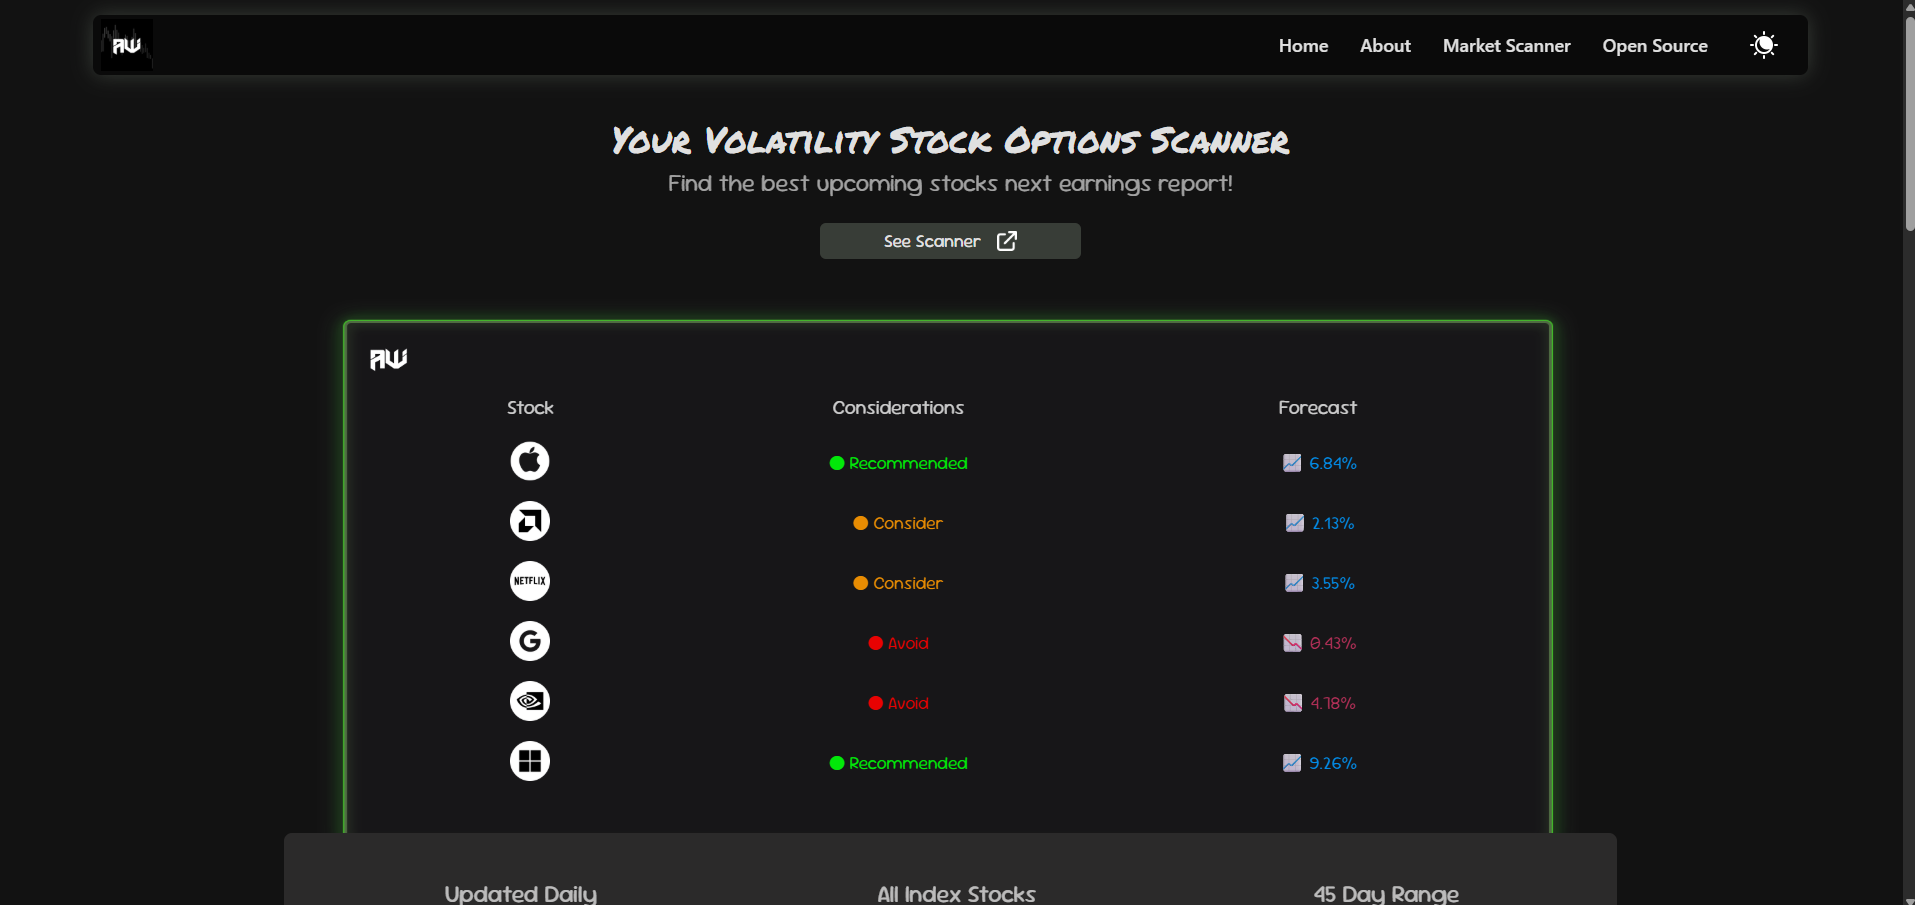 AW
Home About Market Scanner Open Source
Your Volatility Stock Options Scanner
Find the best upcoming stocks next earnings report!
See Scanner
AW
Stock Considerations Forecast
Recommended 6.84%
Consider 2.13%
NETFLIX Consider 3.55%
G Avoid 0.43%
Avoid 4.78%
Recommended 9.26%
Updated Daily All Index Stocks 45 Day Range